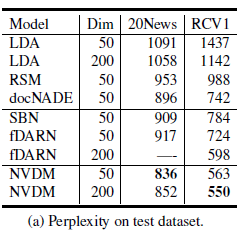 Model Dim 20News RCV1
LDA 50 1091 1437
LDA 200 1058 1142
RSM 50 953 988
docNADE 50 896 742
SBN 50 909 784
fDARN 50 917 724
fDARN 200 —- 598
NVDM 50 836 563
NVDM 200 852 550
(a) Perplexity on test dataset.